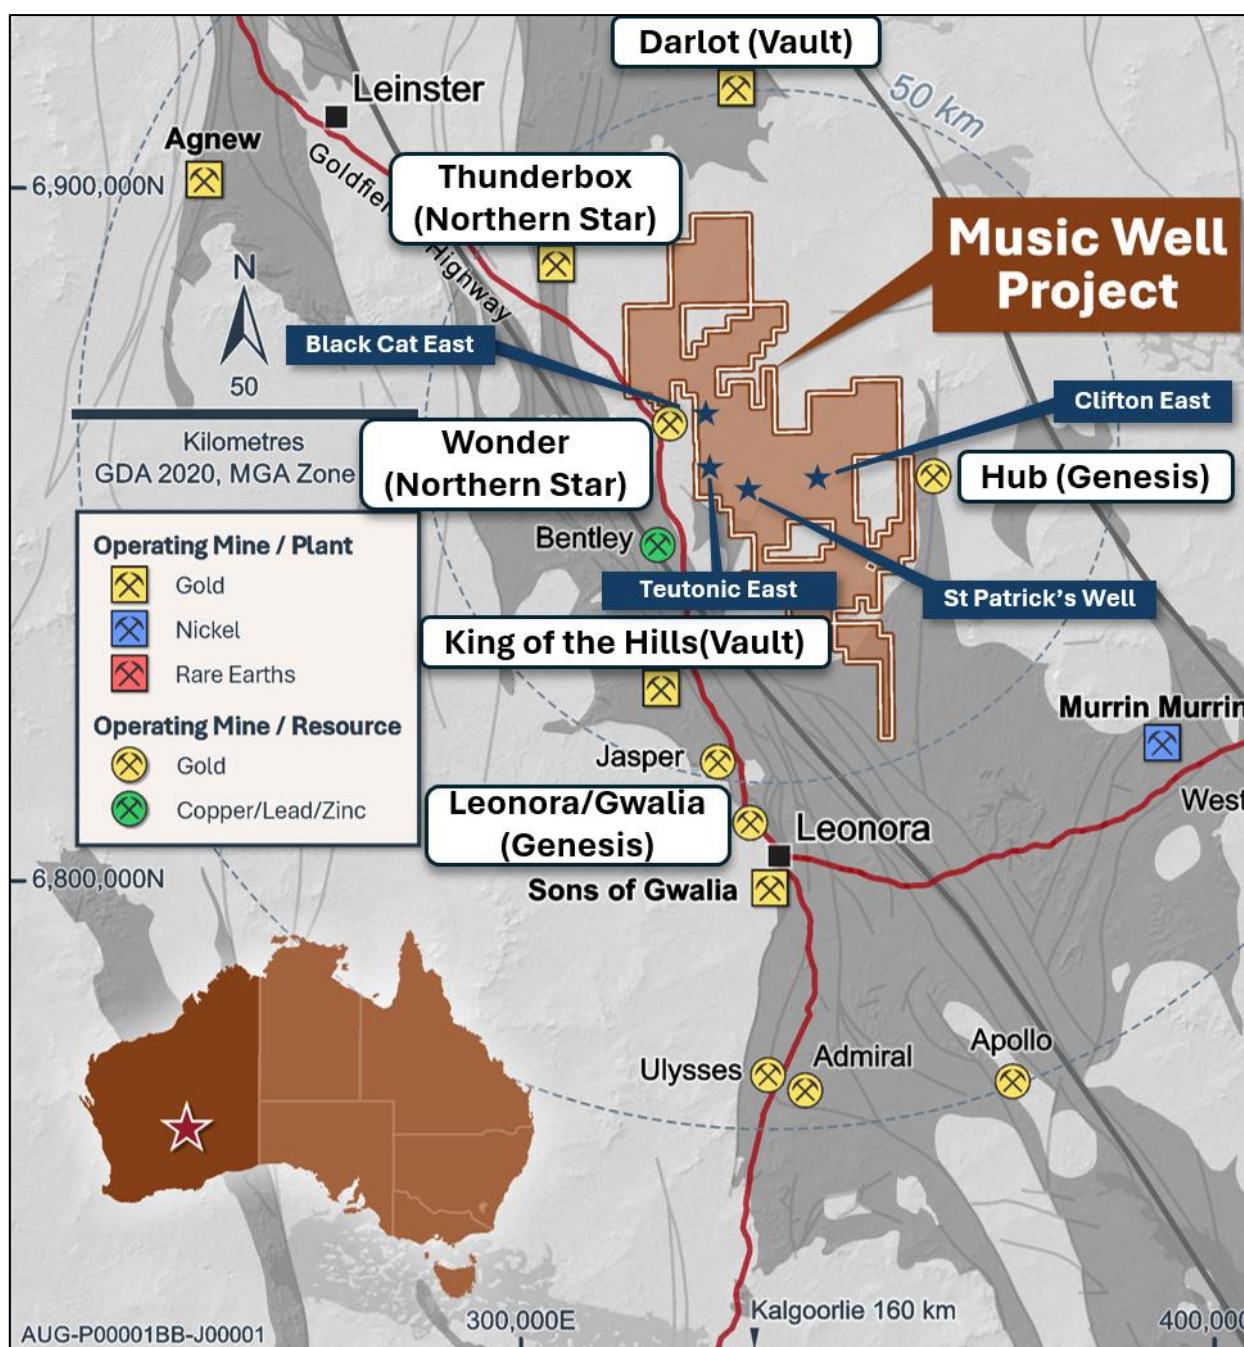 Darlot (Vault)
50 km
Leinster
Agnew
Goldfie
Highway
6,900,000N
Thunderbox
(Northern Star)
Music Well
Project
N
50
Kilometres
GDA 2020, MGA Zone
Black Cat East
Clifton East
Wonder
(Northern Star)
Hub (Genesis)
Bentley
Teutonic East
St Patrick's Well
Operating Mine / Plant
Gold
Nickel
Rare Earths
Operating Mine / Resource
Gold
Copper/Lead/Zinc
King of the Hills(Vault)
Murrin Murrin
Jasper
West
Leonora/Gwalia
(Genesis)
Leonora
6,800,000N
Sons of Gwalia
Ulysses
Admiral
Apollo
300,000E
Kalgoorlie 160 km
400,000
AUG-P00001BB-J00001